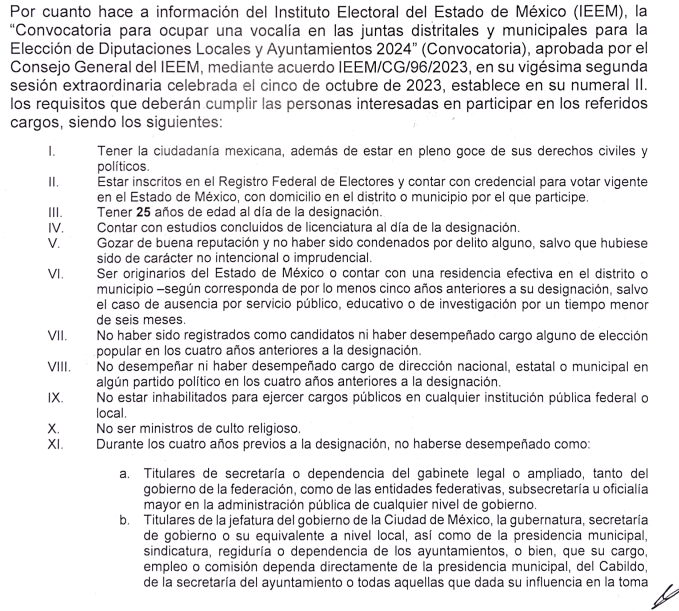 Por cuanto hace a información del Instituto Electoral del Estado de México (IEEM), la
“Convocatoria para ocupar una vocalía en las juntas distritales y municipales para la
Elección de Diputaciones Locales y Ayuntamientos 2024” (Convocatoria), aprobada por el
Consejo General del IEEM, mediante acuerdo IEEM/CG/96/2023, en su vigésima segunda
sesión extraordinaria celebrada el cinco de octubre de 2023, establece en su numeral II.
los requisitos que deberán cumplir las personas interesadas en participar en los referidos
cargos, siendo los siguientes:
I. Tener la ciudadanía mexicana, además de estar en pleno goce de sus derechos civiles y
políticos.
II. Estar inscritos en el Registro Federal de Electores y contar con credencial para votar vigente
en el Estado de México, con domicilio en el distrito o municipio por el que participe.
III. Tener 25 años de edad al día de la designación.
IV. Contar con estudios concluidos de licenciatura al día de la designación.
V. Gozar de buena reputación y no haber sido condenados por delito alguno, salvo que hubiese
sido de carácter no intencional o imprudencial.
VI. Ser originarios del Estado de México o contar con una residencia efectiva en el distrito o
municipio –según corresponda de por lo menos cinco años anteriores a su designación, salvo
el caso de ausencia por servicio público, educativo o de investigación por un tiempo menor
de seis meses.
VII. No haber sido registrados como candidatos ni haber desempeñado cargo alguno de elección
popular en los cuatro años anteriores a la designación.
VIII. No desempeñar ni haber desempeñado cargo de dirección nacional, estatal o municipal en
algún partido político en los cuatro años anteriores a la designación.
IX. No estar inhabilitados para ejercer cargos públicos en cualquier institución pública federal o
local.
X. No ser ministros de culto religioso.
XI. Durante los cuatro años previos a la designación, no haberse desempeñado como:
a. Titulares de secretaría o dependencia del gabinete legal o ampliado, tanto del
gobierno de la federación, como de las entidades federativas, subsecretaría u oficialía
mayor en la administración pública de cualquier nivel de gobierno.
b. Titulares de la jefatura del gobierno de la Ciudad de México, la gubernatura, secretaría
de gobierno o su equivalente a nivel local, así como de la presidencia municipal,
sindicatura, regiduría o dependencia de los ayuntamientos, o bien, que su cargo,
empleo o comisión dependa directamente de la presidencia municipal, del Cabildo,
de la secretaría del ayuntamiento o todas aquellas que dada su influencia en la toma